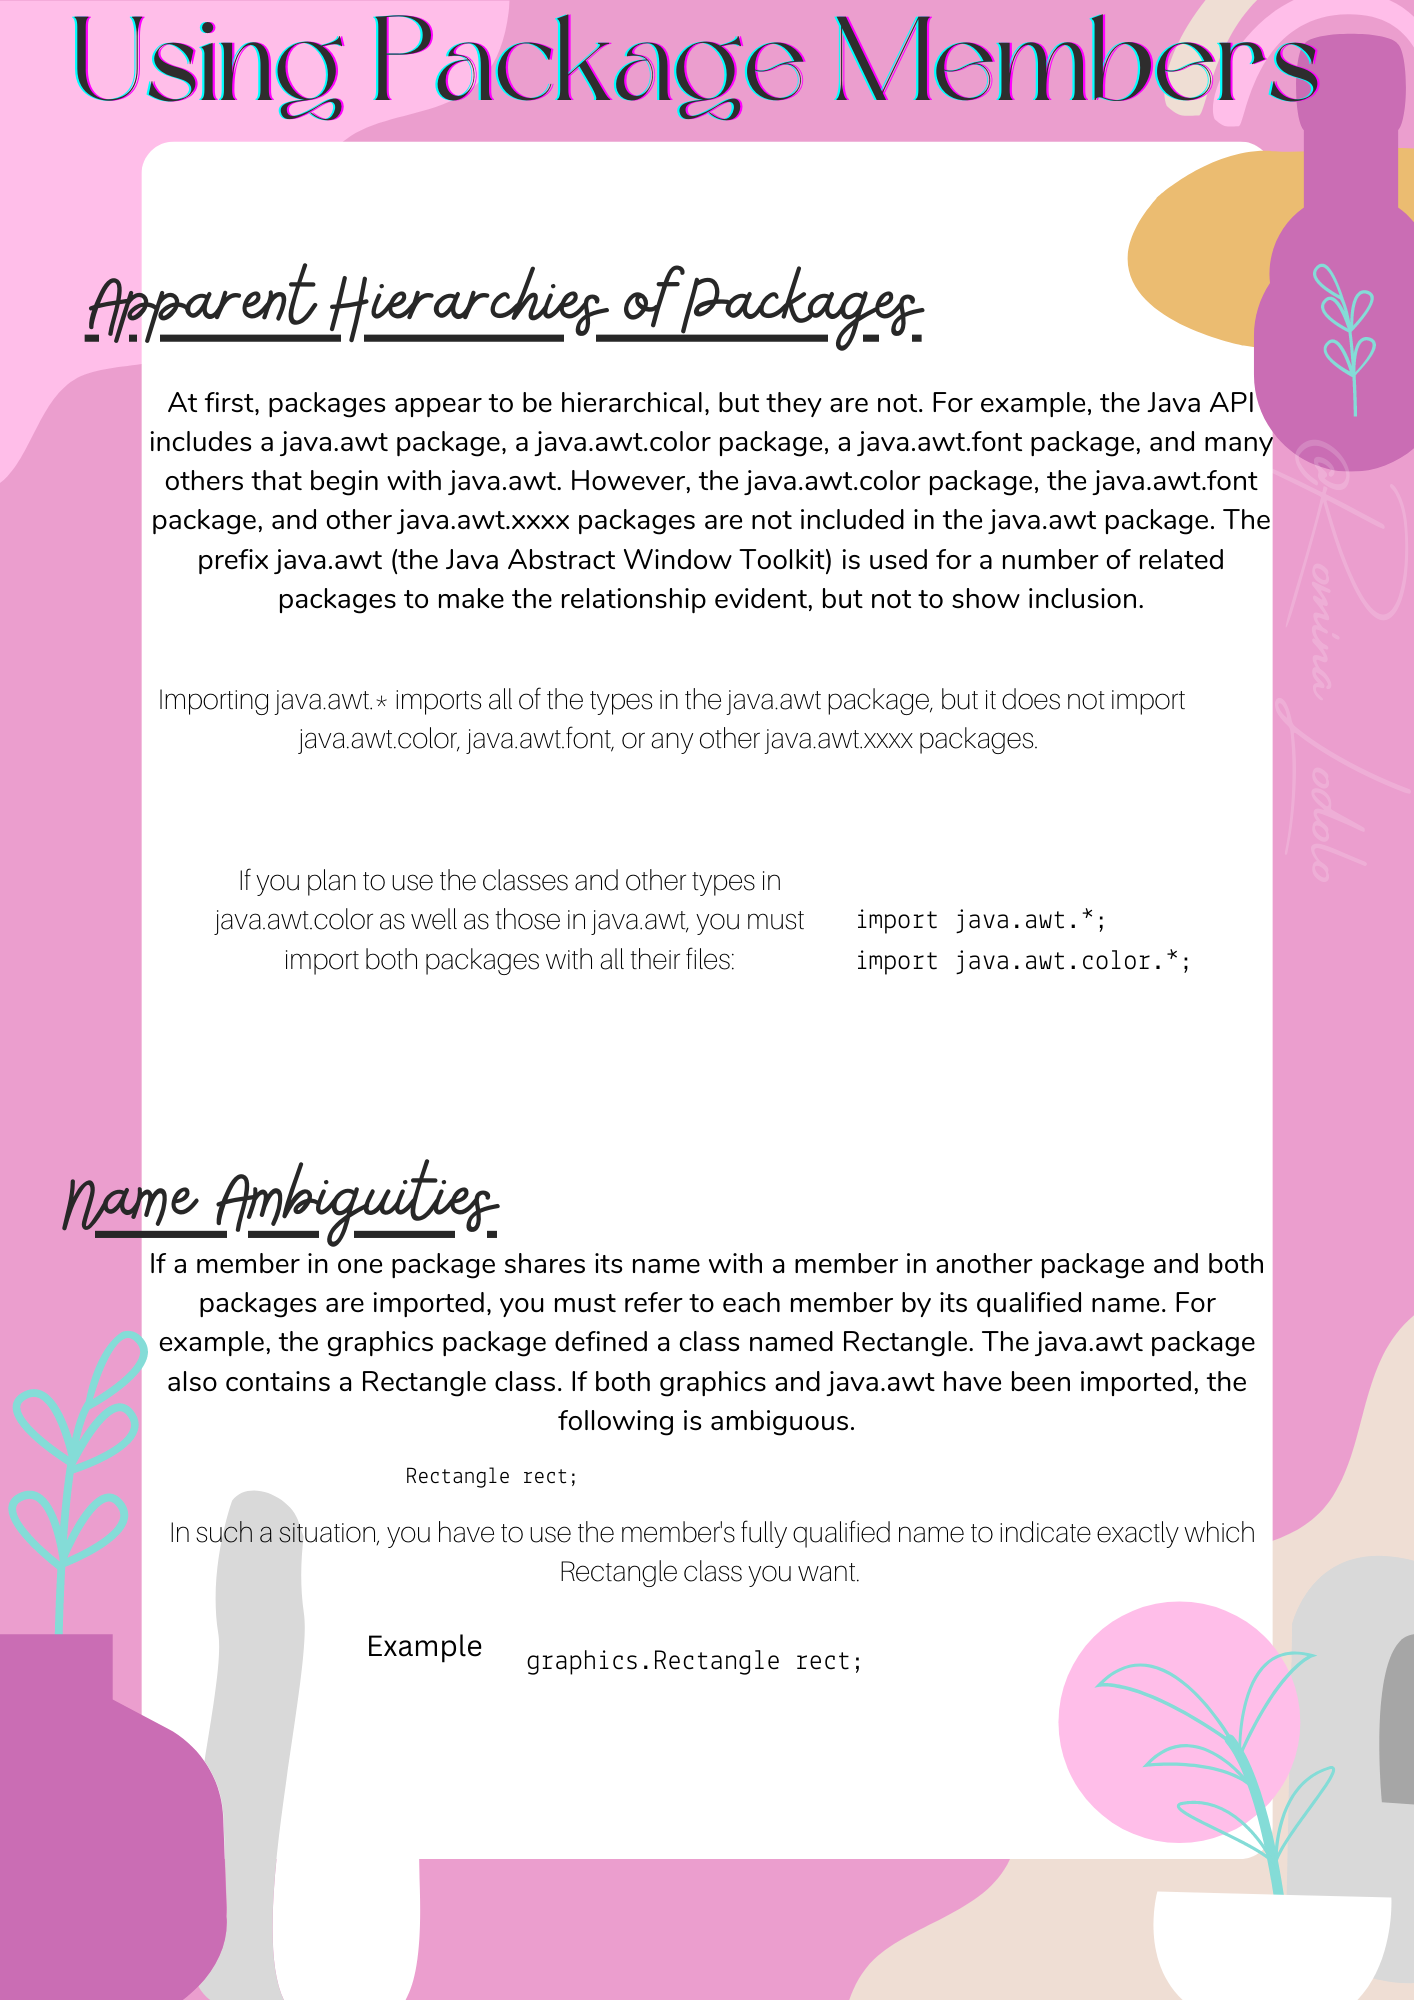 Using Package Members
Apparent Hierarchies of Packages
At first, packages appear to be hierarchical, but they are not. For example, the Java API
includes a java.awt package, a java.awt.color package, a java.awt.font package, and many
others that begin with java.awt. However, the java.awt.color package, the java.awt.font
package, and other java.awt.xxxx packages are not included in the java.awt package. The
prefix java.awt (the Java Abstract Window Toolkit) is used for a number of related
packages to make the relationship evident, but not to show inclusion.
@Romina Lodolo
Importing java.awt.* imports all of the types in the java.awt package, but it does not import
java.awt.color, java.awt.font, or any other java.awt.xxxx packages.
If you plan to use the classes and other types in
java.awt.color as well as those in java.awt, you must
import both packages with all their files:
import java.awt.*;
import java.awt.color.*;
Name Ambiguities
If a member in one package shares its name with a member in another package and both
packages are imported, you must refer to each member by its qualified name. For
example, the graphics package defined a class named Rectangle. The java.awt package
also contains a Rectangle class. If both graphics and java.awt have been imported, the
following is ambiguous.
Rectangle rect;
In such a situation, you have to use the member's fully qualified name to indicate exactly which
Rectangle class you want.
Example
graphics.Rectangle rect;